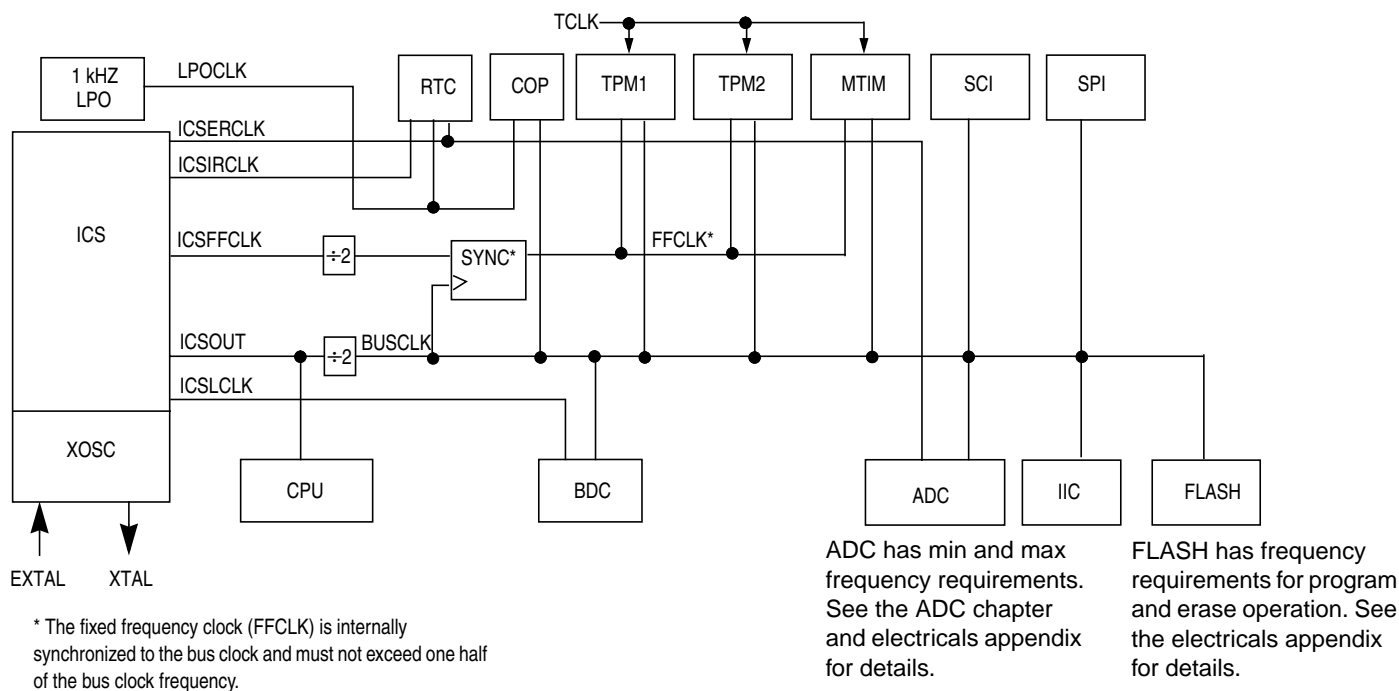 TCLK
1 kHZ
LPO
LPOCLK
RTC
COP
TPM1
TPM2
MTIM
SCI
SPI
ICSERCLK
ICSIRCLK
ICS
ICSFFCLK
÷2
SYNC*
FFCLK*
ICSOUT
÷2
BUSCLK
ICSLCLK
XOSC
CPU
BDC
ADC
IIC
FLASH
EXTAL
XTAL
ADC has min and max
frequency requirements.
See the ADC chapter
and electricals appendix
for details.
FLASH has frequency
requirements for program
and erase operation. See
the electricals appendix
for details.
* The fixed frequency clock (FFCLK) is internally
synchronized to the bus clock and must not exceed one half
of the bus clock frequency.